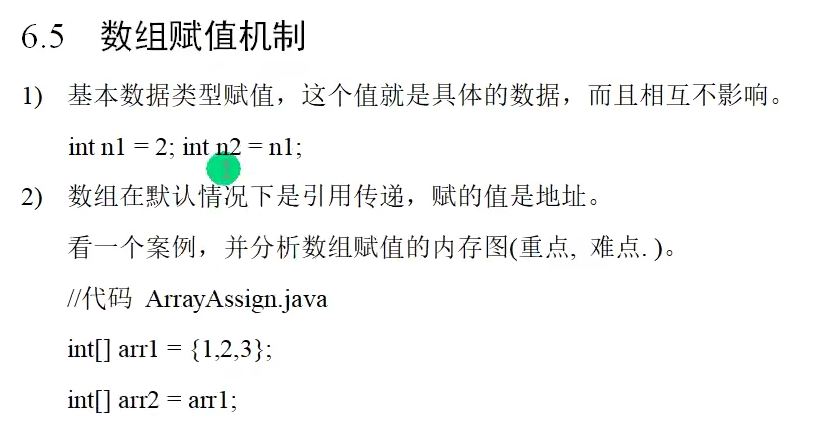 6.5 数组赋值机制
1) 基本数据类型赋值，这个值就是具体的数据，而且相互不影响。
int n1 = 2; int n2 = n1;
2) 数组在默认情况下是引用传递，赋的值是地址。
看一个案例，并分析数组赋值的内存图(重点, 难点. )。
//代码 ArrayAssign.java
int[] arr1 = {1,2,3};
int[] arr2 = arr1;